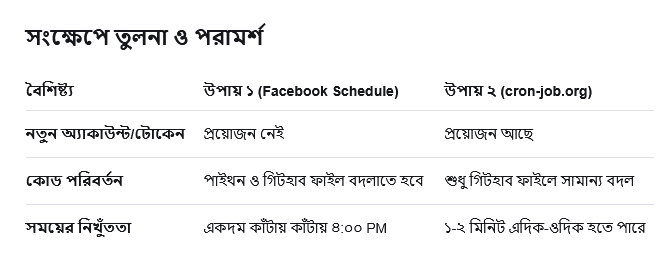 সংক্ষেপে তুলনা ও পরামর্শ
বৈশিষ্ট্য উপায় ১ (Facebook Schedule) উপায় ২ (cron-job.org)
নতুন অ্যাকাউন্ট/টোকেন প্রয়োজন নেই প্রয়োজন আছে
কোড পরিবর্তন পাইথন ও গিটহাব ফাইল বদলাতে হবে শুধু গিটহাব ফাইলে সামান্য বদল
সময়ের নিখুঁততা একদম কাঁটায় কাঁটায় ৪:০০ PM ১-২ মিনিট এদিক-ওদিক হতে পারে